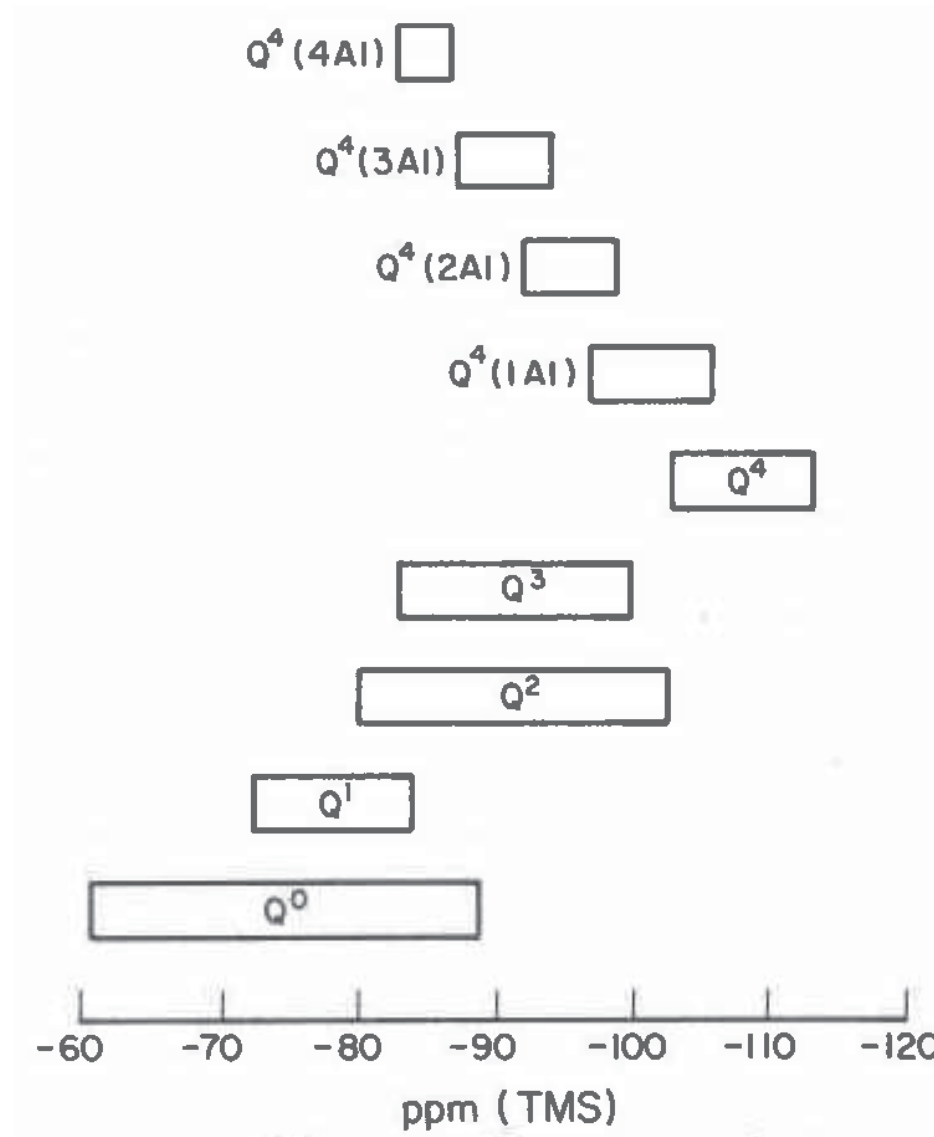 Q⁴(4Al)
Q⁴(3Al)
Q⁴(2Al)
Q⁴(1Al)
Q⁴
Q³
Q²
Q¹
Q⁰
-60 -70 -80 -90 -100 -110 -120
ppm (TMS)